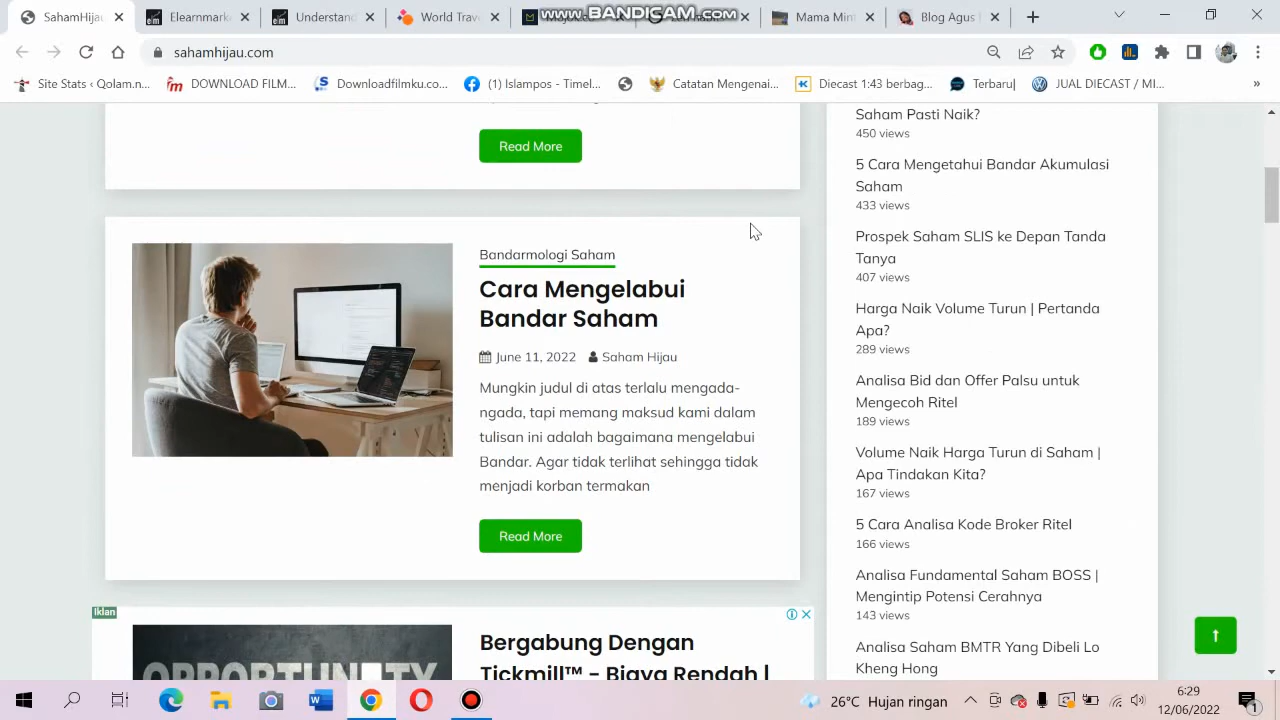 SahamHij
Elearnmark
Understan
World Trav
www.BANDICAM.com
Mama Min
Blog Agus
sahamhijau.com
Site Stats ‹ Qolam.n...
DOWNLOAD FILM...
Downloadfilmku.co...
(1) Islampos - Timel...
Catatan Mengenai...
Diecast 1:43 berbag...
Terbaru|
JUAL DIECAST / MI...
»
Read More
Bandarmologi Saham
Cara Mengelabui
Bandar Saham
June 11, 2022 Saham Hijau
Mungkin judul di atas terlalu mengada-
ngada, tapi memang maksud kami dalam
tulisan ini adalah bagaimana mengelabui
Bandar. Agar tidak terlihat sehingga tidak
menjadi korban termakan
Read More
Iklan
OPPORTUNITY
Bergabung Dengan
Tickmill™ - Biaya Rendah |
Saham Pasti Naik?
450 views
5 Cara Mengetahui Bandar Akumulasi
Saham
433 views
Prospek Saham SLIS ke Depan Tanda
Tanya
407 views
Harga Naik Volume Turun | Pertanda
Apa?
289 views
Analisa Bid dan Offer Palsu untuk
Mengecoh Ritel
189 views
Volume Naik Harga Turun di Saham |
Apa Tindakan Kita?
167 views
5 Cara Analisa Kode Broker Ritel
166 views
Analisa Fundamental Saham BOSS |
Mengintip Potensi Cerahnya
143 views
Analisa Saham BMTR Yang Dibeli Lo
Kheng Hong
26°C Hujan ringan
6:29
12/06/2022
1